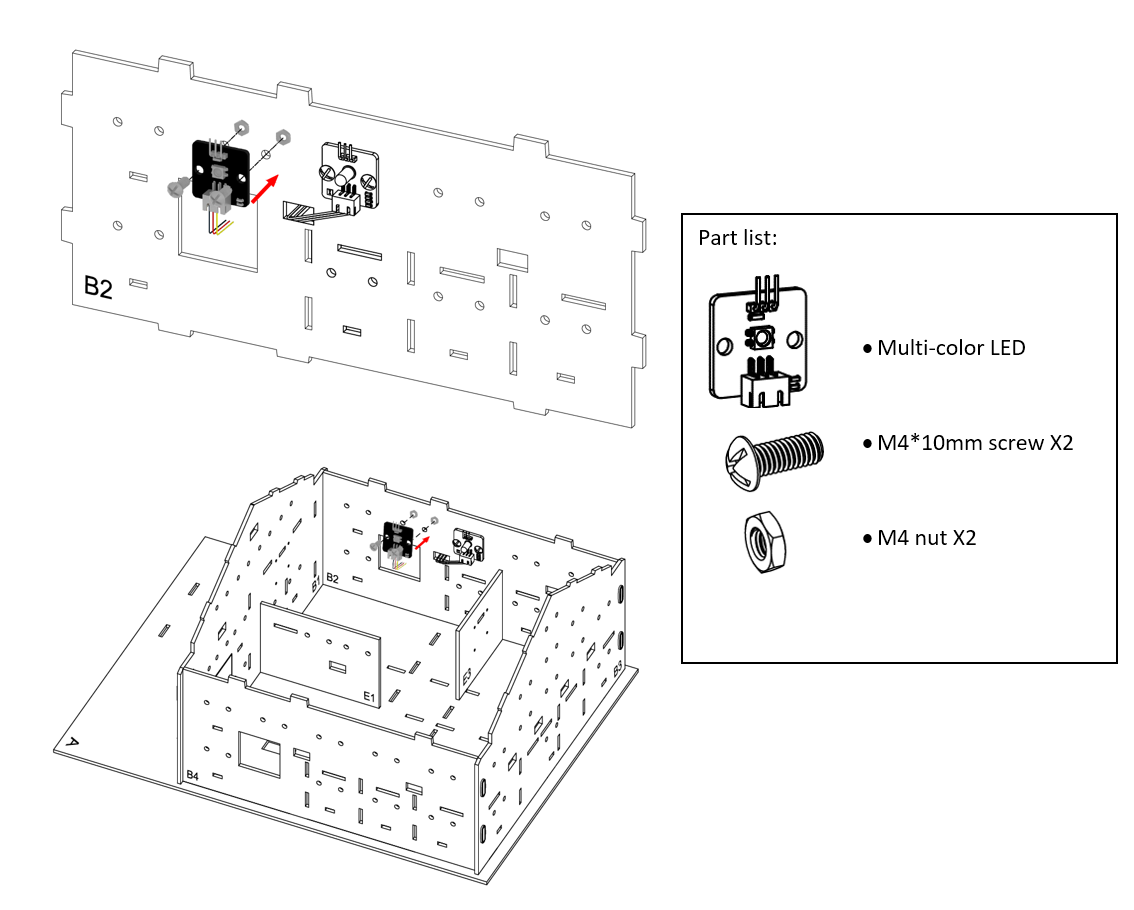 B2
Part list:
• Multi-color LED
• M4*10mm screw X2
• M4 nut X2
B1
B2
E1
B3
A
B4